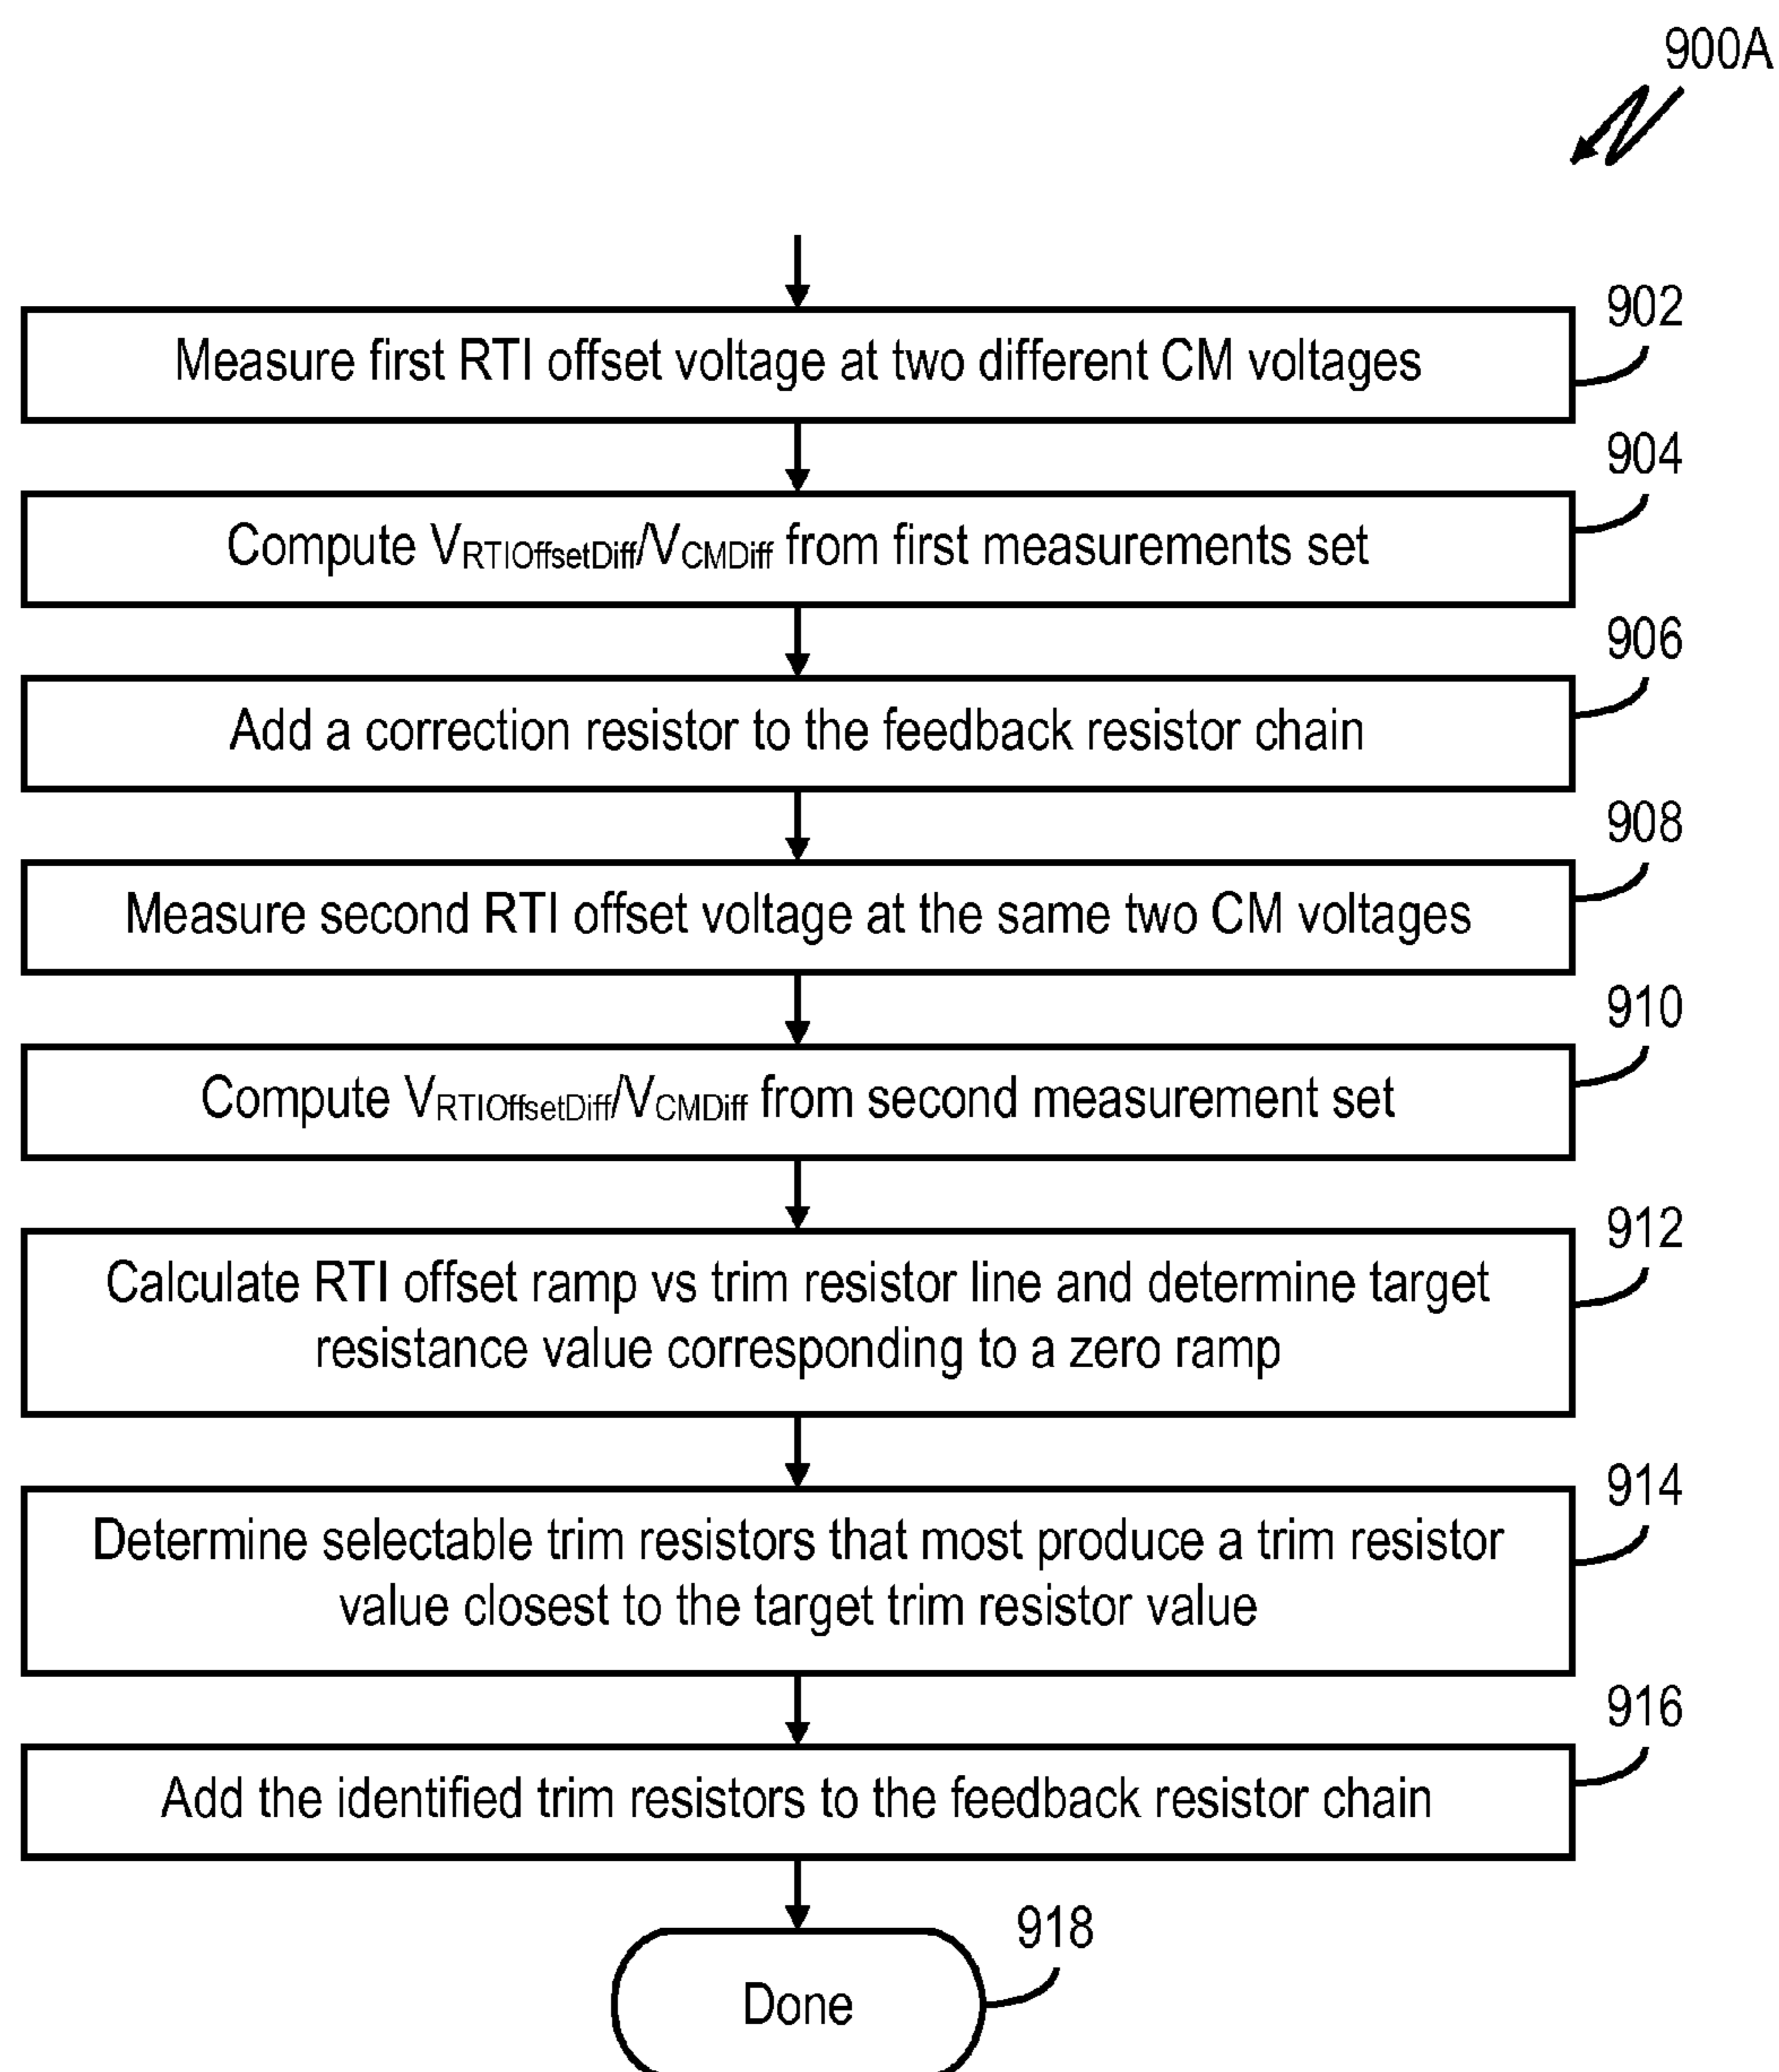 900A
Measure first RTI offset voltage at two different CM voltages
902
Compute VRTIOffsetDiff/VCMDiff from first measurements set
904
Add a correction resistor to the feedback resistor chain
906
Measure second RTI offset voltage at the same two CM voltages
908
Compute VRTIOffsetDiff/VCMDiff from second measurement set
910
Calculate RTI offset ramp vs trim resistor line and determine target
resistance value corresponding to a zero ramp
912
Determine selectable trim resistors that most produce a trim resistor
value closest to the target trim resistor value
914
Add the identified trim resistors to the feedback resistor chain
916
Done
918